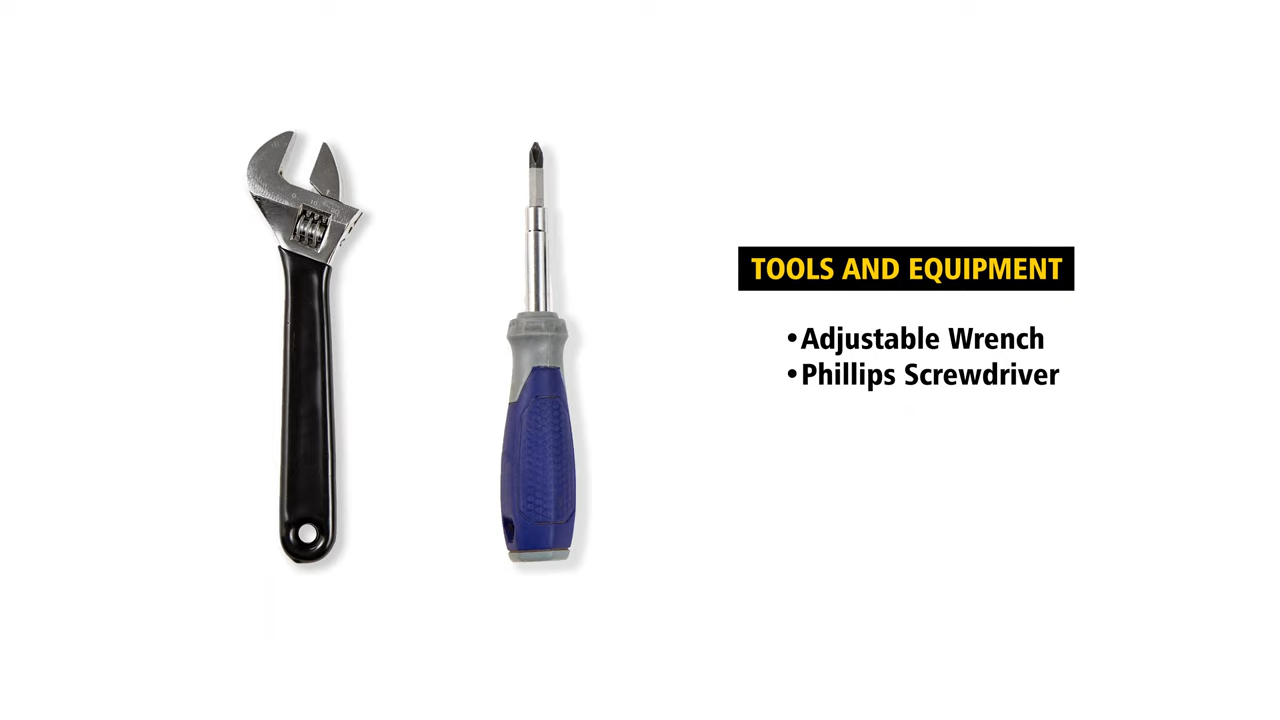 TOOLS AND EQUIPMENT
•Adjustable Wrench
•Phillips Screwdriver